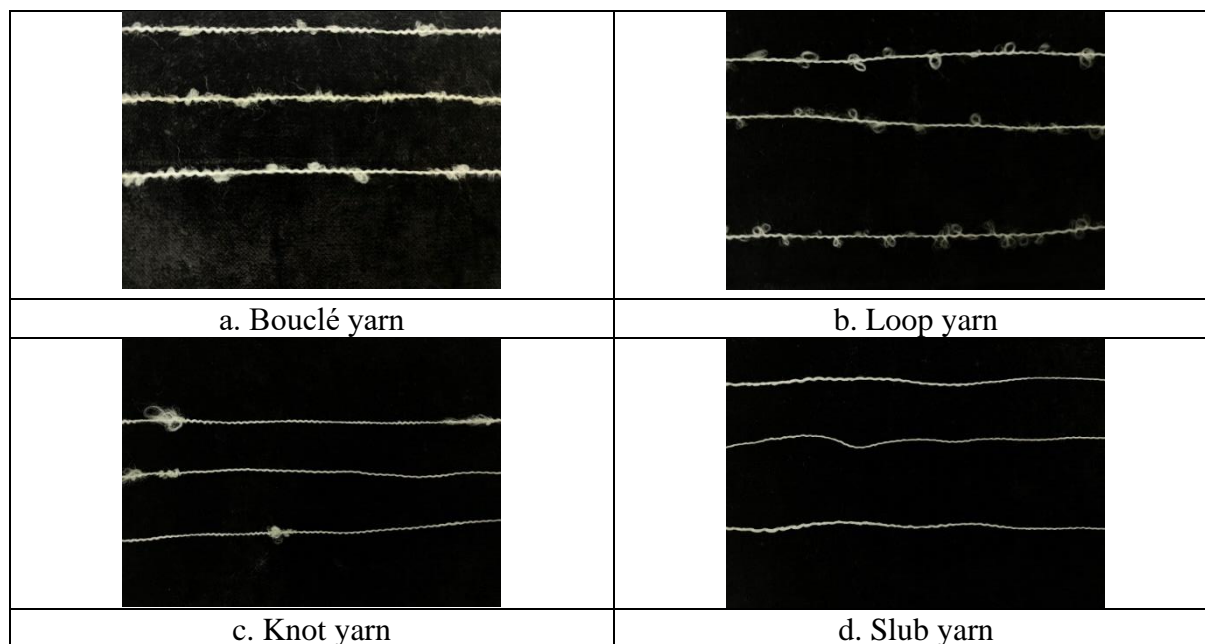 a. Bouclé yarn
b. Loop yarn
c. Knot yarn
d. Slub yarn